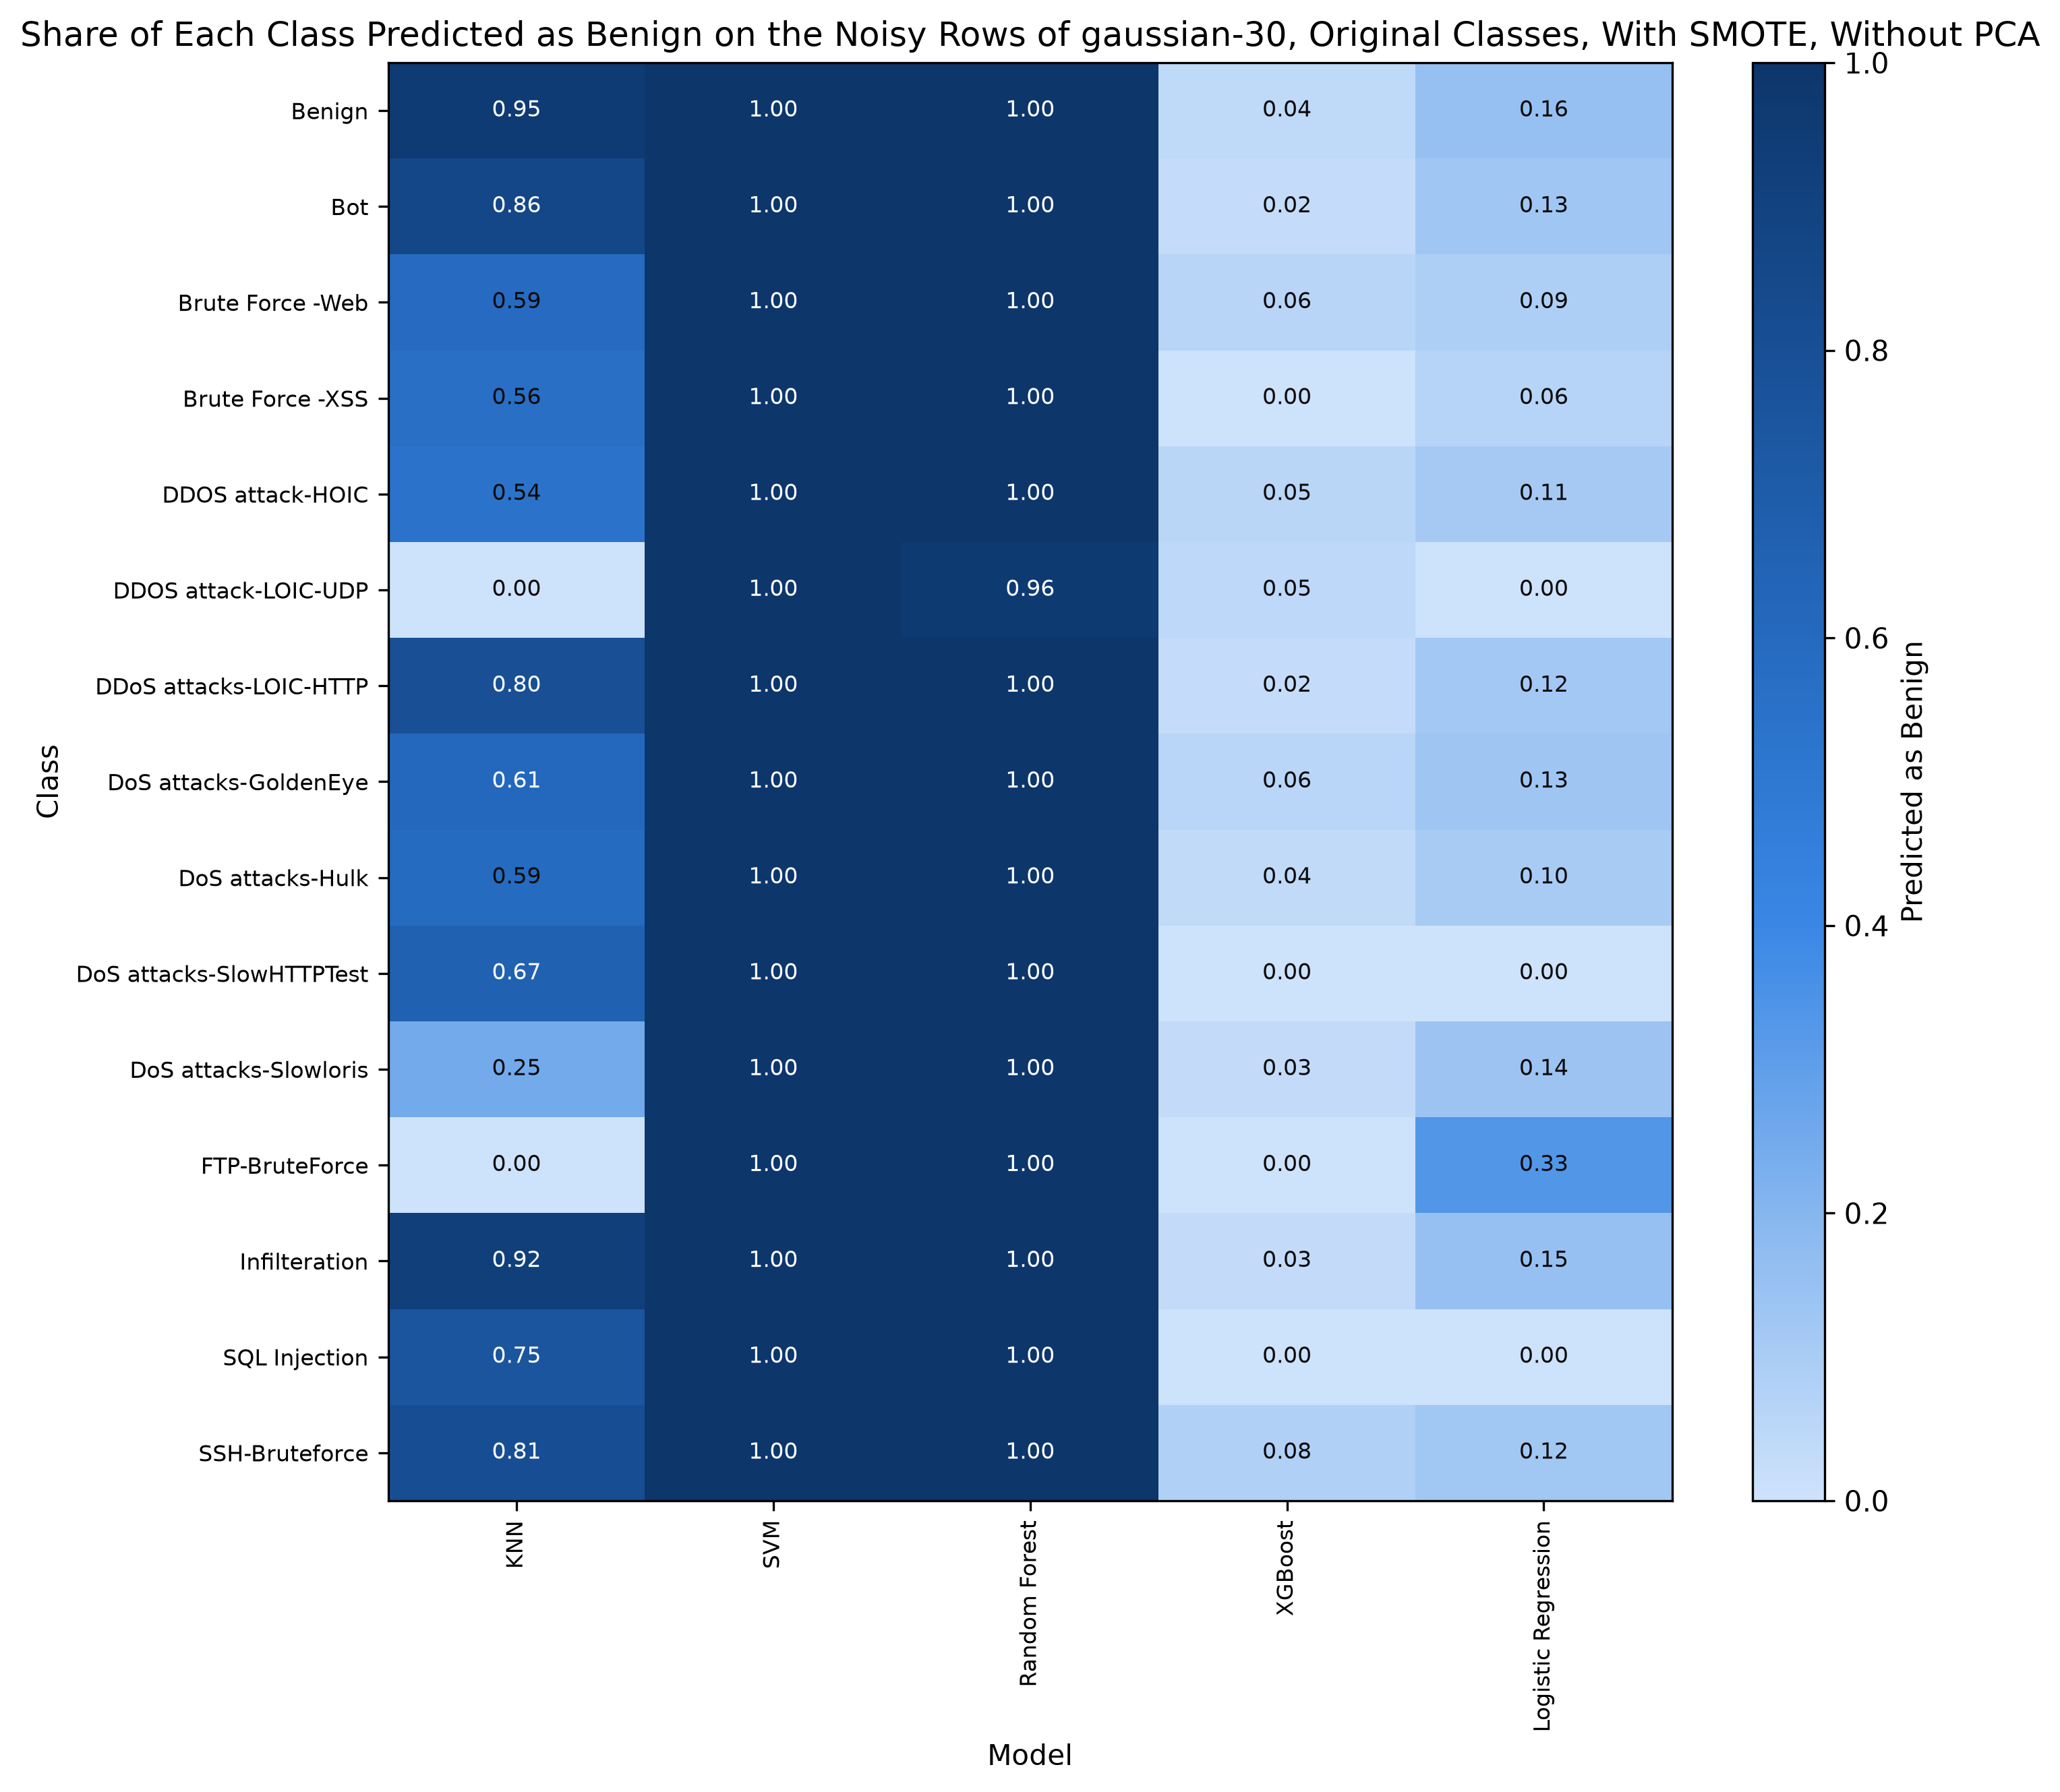 Share of Each Class Predicted as Benign on the Noisy Rows of gaussian-30, Original Classes, With SMOTE, Without PCA
Benign 0.95 1.00 1.00 0.04 0.16
Bot 0.86 1.00 1.00 0.02 0.13
Brute Force -Web 0.59 1.00 1.00 0.06 0.09
Brute Force -XSS 0.56 1.00 1.00 0.00 0.06
DDOS attack-HOIC 0.54 1.00 1.00 0.05 0.11
DDOS attack-LOIC-UDP 0.00 1.00 0.96 0.05 0.00
DDoS attacks-LOIC-HTTP 0.80 1.00 1.00 0.02 0.12
DoS attacks-GoldenEye 0.61 1.00 1.00 0.06 0.13
DoS attacks-Hulk 0.59 1.00 1.00 0.04 0.10
DoS attacks-SlowHTTPTest 0.67 1.00 1.00 0.00 0.00
DoS attacks-Slowloris 0.25 1.00 1.00 0.03 0.14
FTP-BruteForce 0.00 1.00 1.00 0.00 0.33
Infilteration 0.92 1.00 1.00 0.03 0.15
SQL Injection 0.75 1.00 1.00 0.00 0.00
SSH-Bruteforce 0.81 1.00 1.00 0.08 0.12
Class
KNN
SVM
Random Forest
XGBoost
Logistic Regression
Model
1.0
0.8
0.6
0.4
0.2
0.0
Predicted as Benign